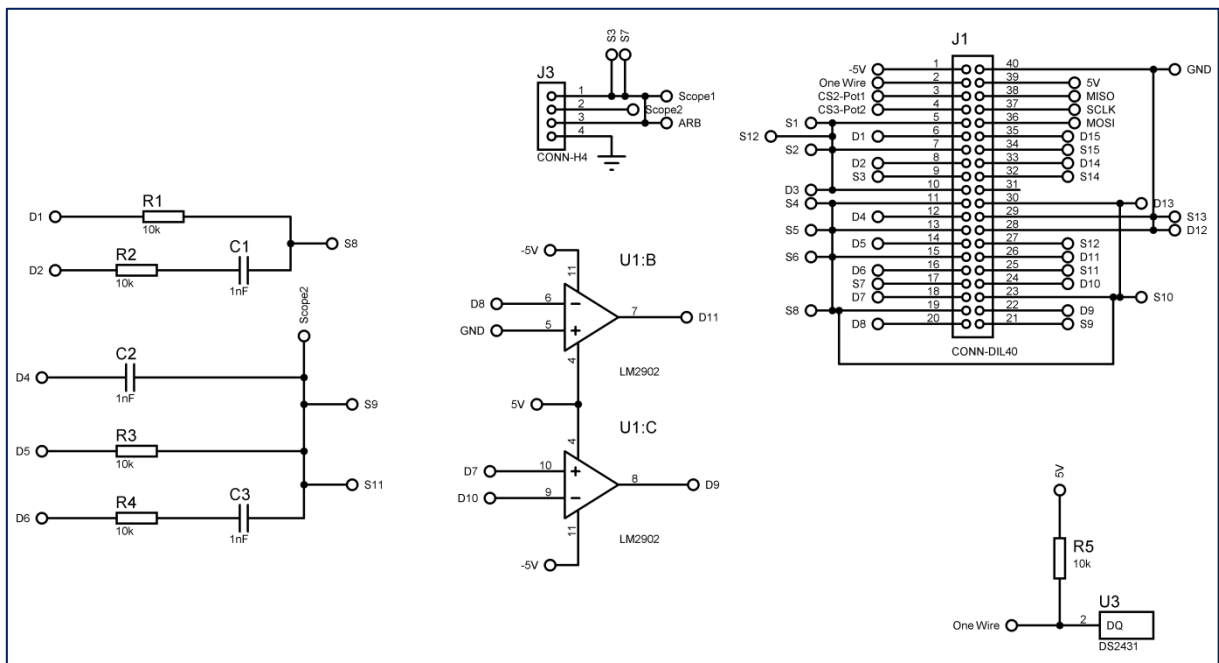 S3
S7
J3
1
2
3
4
Scope1
Scope2
ARB
CONN-H4
J1
-5V
1
40
GND
One Wire
2
39
5V
CS2-Pot1
3
38
MISO
CS3-Pot2
4
37
SCLK
S1
5
36
MOSI
S12
D1
6
35
D15
S2
7
34
S15
D2
8
33
D14
S3
9
32
S14
D3
10
31
S4
11
30
D13
D4
12
29
S13
S5
13
28
D12
D5
14
27
S12
S6
15
26
D11
D6
16
25
S11
S7
17
24
D10
D7
18
23
S10
S8
19
22
D9
D8
20
21
S9
CONN-DIL40
D1
R1
10k
S8
D2
R2
10k
C1
1nF
Scope2
D4
C2
1nF
S9
D5
R3
10k
S11
D6
R4
10k
C3
1nF
-5V
11
U1:B
D8
6
GND
5
7
D11
4
LM2902
5V
4
U1:C
D7
10
D10
9
8
D9
11
LM2902
-5V
5V
R5
10k
U3
One Wire
2
DQ
DS2431